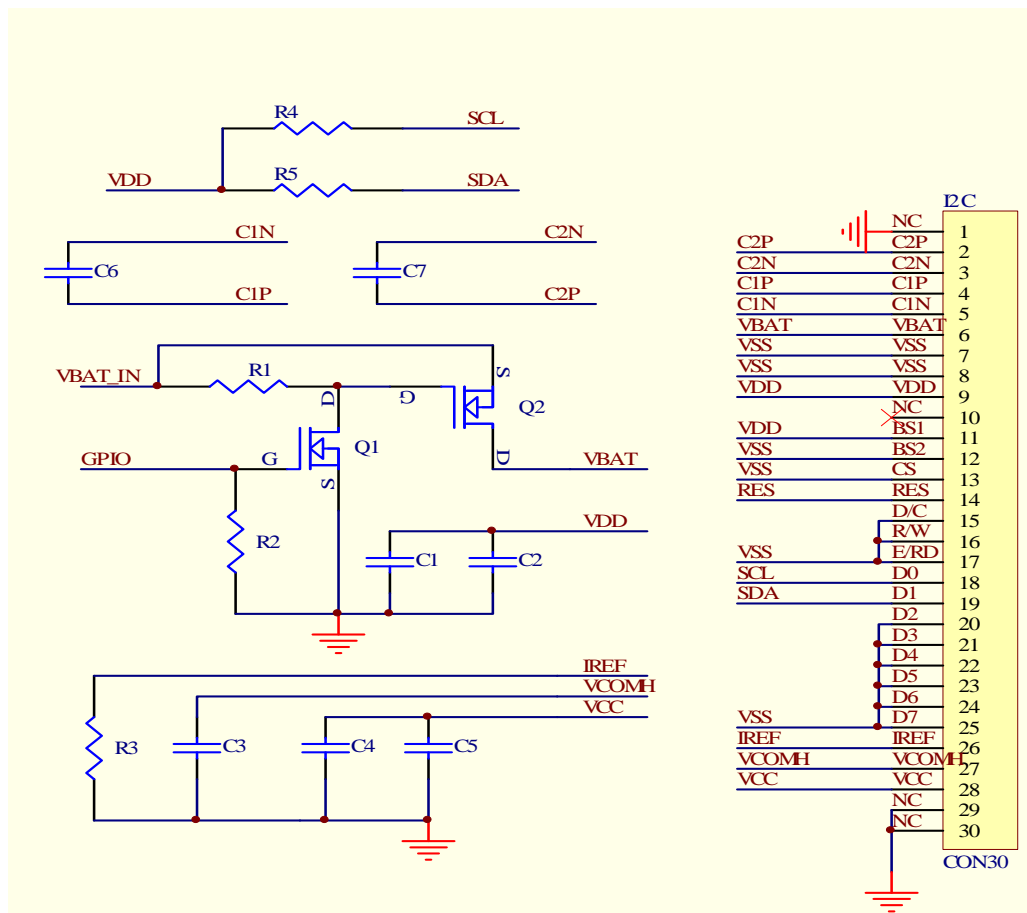 R4
SCL
VDD
R5
SDA
C1N
C6
C1P
C2N
C7
C2P
VBAT_IN
R1
D
G
S
Q2
D
VBAT
GPIO
G
Q1
S
R2
VDD
C1
C2
IREF
VCOMH
VCC
R3
C3
C4
C5
I2C
NC 1
C2P C2P 2
C2N C2N 3
C1P C1P 4
C1N C1N 5
VBAT VBAT 6
VSS VSS 7
VSS VSS 8
VDD VDD 9
NC 10
VDD BS1 11
VSS BS2 12
VSS CS 13
RES RES 14
D/C 15
R/W 16
VSS E/RD 17
SCL D0 18
SDA D1 19
D2 20
D3 21
D4 22
D5 23
D6 24
VSS D7 25
IREF IREF 26
VCOMH VCOMH 27
VCC VCC 28
NC 29
NC 30
CON30